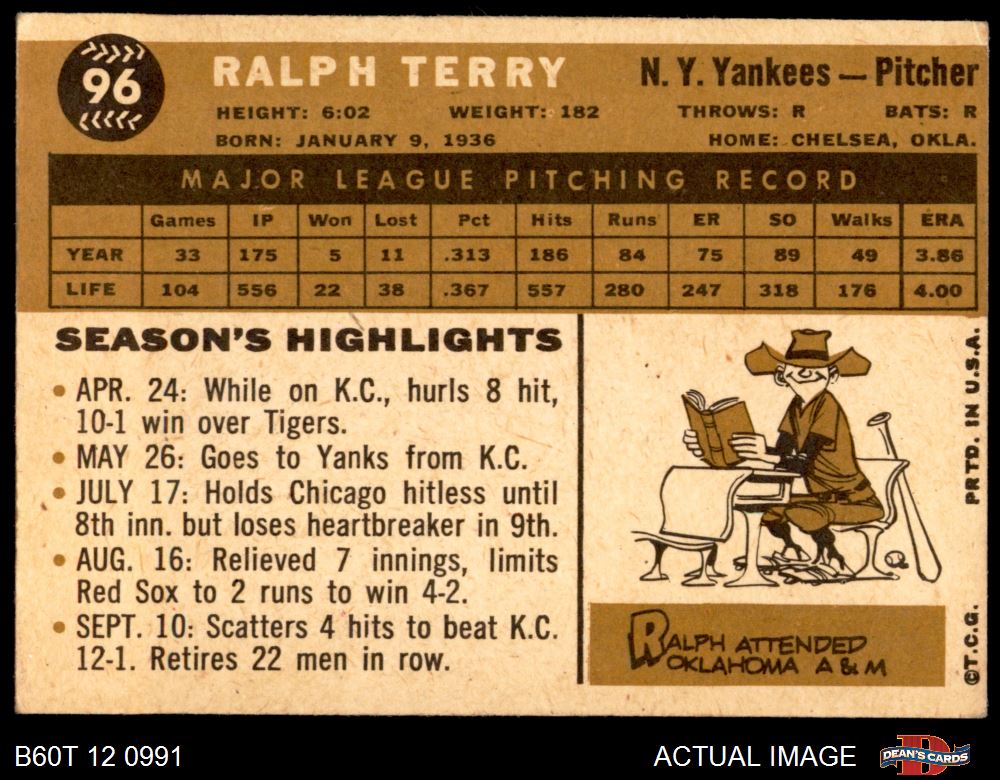 96
RALPH TERRY
N. Y. Yankees — Pitcher
HEIGHT: 6:02 WEIGHT: 182 THROWS: R BATS: R
BORN: JANUARY 9, 1936 HOME: CHELSEA, OKLA.
MAJOR LEAGUE PITCHING RECORD
Games IP Won Lost Pct Hits Runs ER SO Walks ERA
YEAR 33 175 5 11 .313 186 84 75 89 49 3.86
LIFE 104 556 22 38 .367 557 280 247 318 176 4.00
SEASON'S HIGHLIGHTS
• APR. 24: While on K.C., hurls 8 hit,
10-1 win over Tigers.
• MAY 26: Goes to Yanks from K.C.
• JULY 17: Holds Chicago hitless until
8th inn. but loses heartbreaker in 9th.
• AUG. 16: Relieved 7 innings, limits
Red Sox to 2 runs to win 4-2.
• SEPT. 10: Scatters 4 hits to beat K.C.
12-1. Retires 22 men in row.
RALPH ATTENDED
OKLAHOMA A & M
©T.C.G. PRTD. IN U.S.A.
B60T 12 0991
ACTUAL IMAGE
DEAN'S CARDS